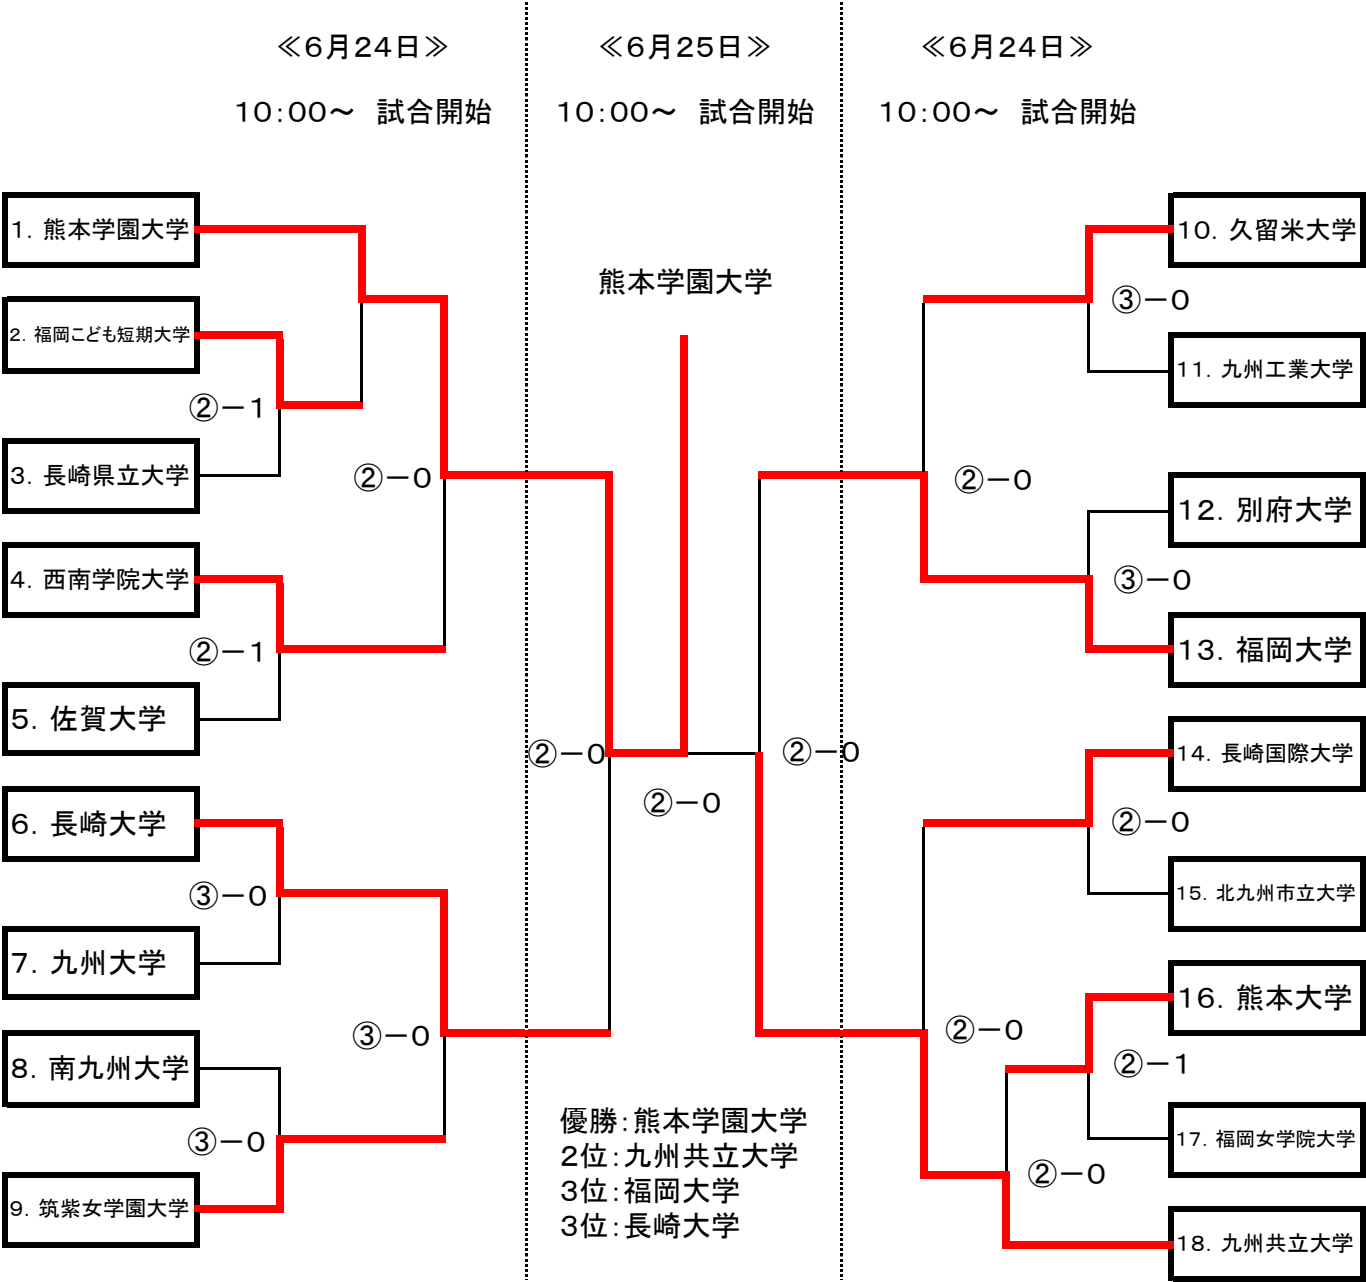 ≪6月24日≫
10:00～ 試合開始
≪6月25日≫
10:00～ 試合開始
≪6月24日≫
10:00～ 試合開始
1. 熊本学園大学
2. 福岡こども短期大学
②－1
3. 長崎県立大学
②－0
4. 西南学院大学
②－1
5. 佐賀大学
6. 長崎大学
③－0
7. 九州大学
③－0
8. 南九州大学
③－0
9. 筑紫女学園大学
熊本学園大学
②－0
②－0
②－0
優勝:熊本学園大学
2位:九州共立大学
3位:福岡大学
3位:長崎大学
10. 久留米大学
③－0
11. 九州工業大学
②－0
12. 別府大学
③－0
13. 福岡大学
14. 長崎国際大学
②－0
15. 北九州市立大学
16. 熊本大学
②－0
②－1
17. 福岡女学院大学
②－0
18. 九州共立大学